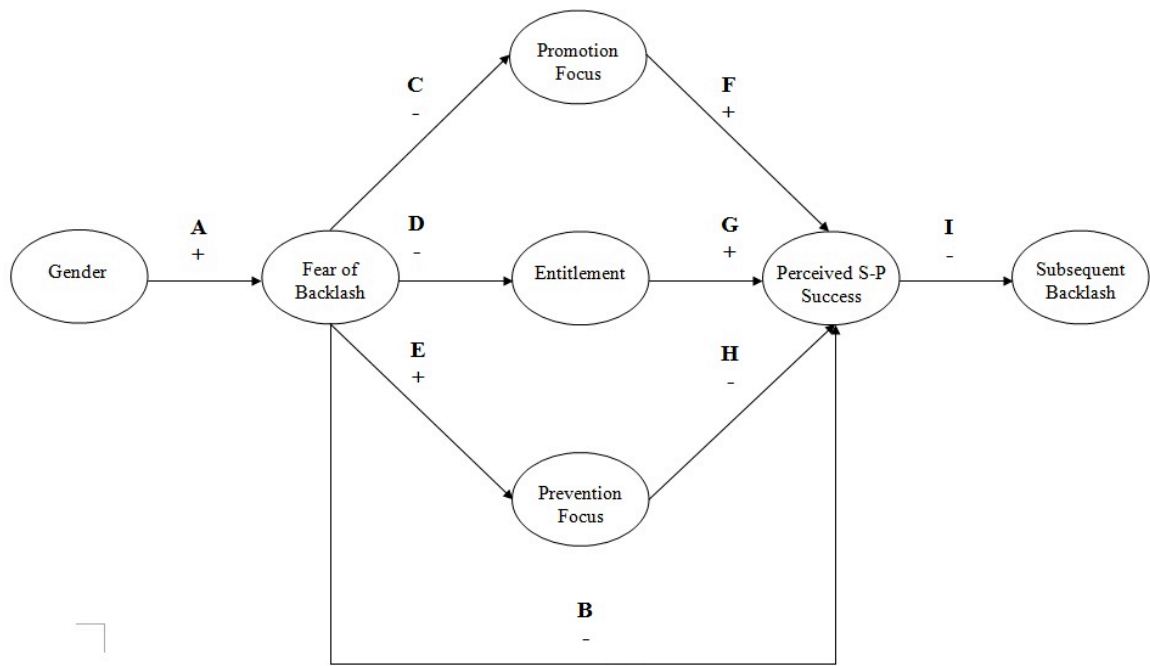 Promotion
Focus
C
-
F
+
A
+
D
-
G
+
I
-
Gender
Fear of
Backlash
Entitlement
Perceived S-P
Success
Subsequent
Backlash
E
+
H
-
Prevention
Focus
B
-